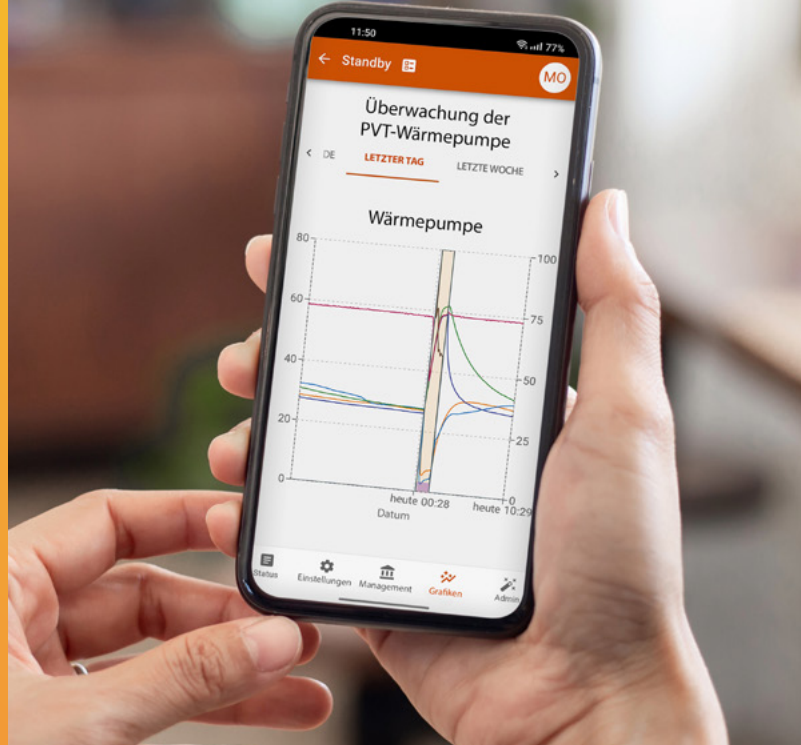 11:50
77%
Standby
MO
Überwachung der
PVT-Wärmepumpe
DE
LETZTER TAG
LETZTE WOCHE
Wärmepumpe
80
100
60
75
40
50
20
25
0
0
heute 00:28
heute 10:29
Datum
Status
Einstellungen
Management
Grafiken
Admin